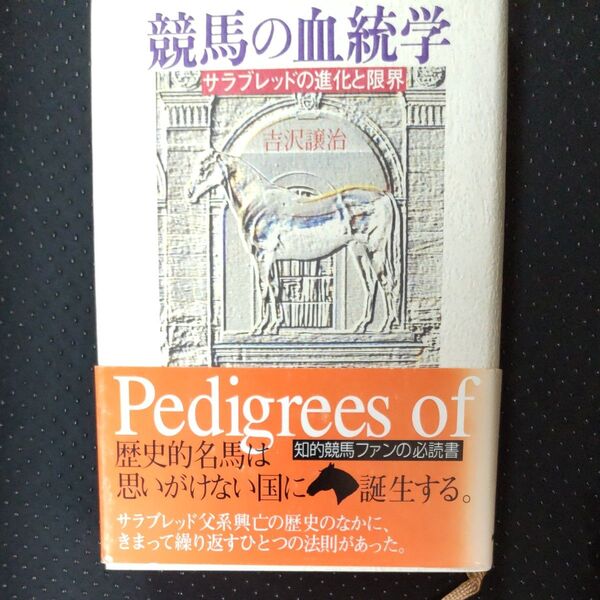 競馬の血統学
サラブレッドの進化と限界
吉沢譲治
Pedigrees of
知的競馬ファンの必読書
歴史的名馬は
思いがけない国に誕生する。
サラブレッド父系興亡の歴史のなかに、
きまって繰り返すひとつの法則があった。